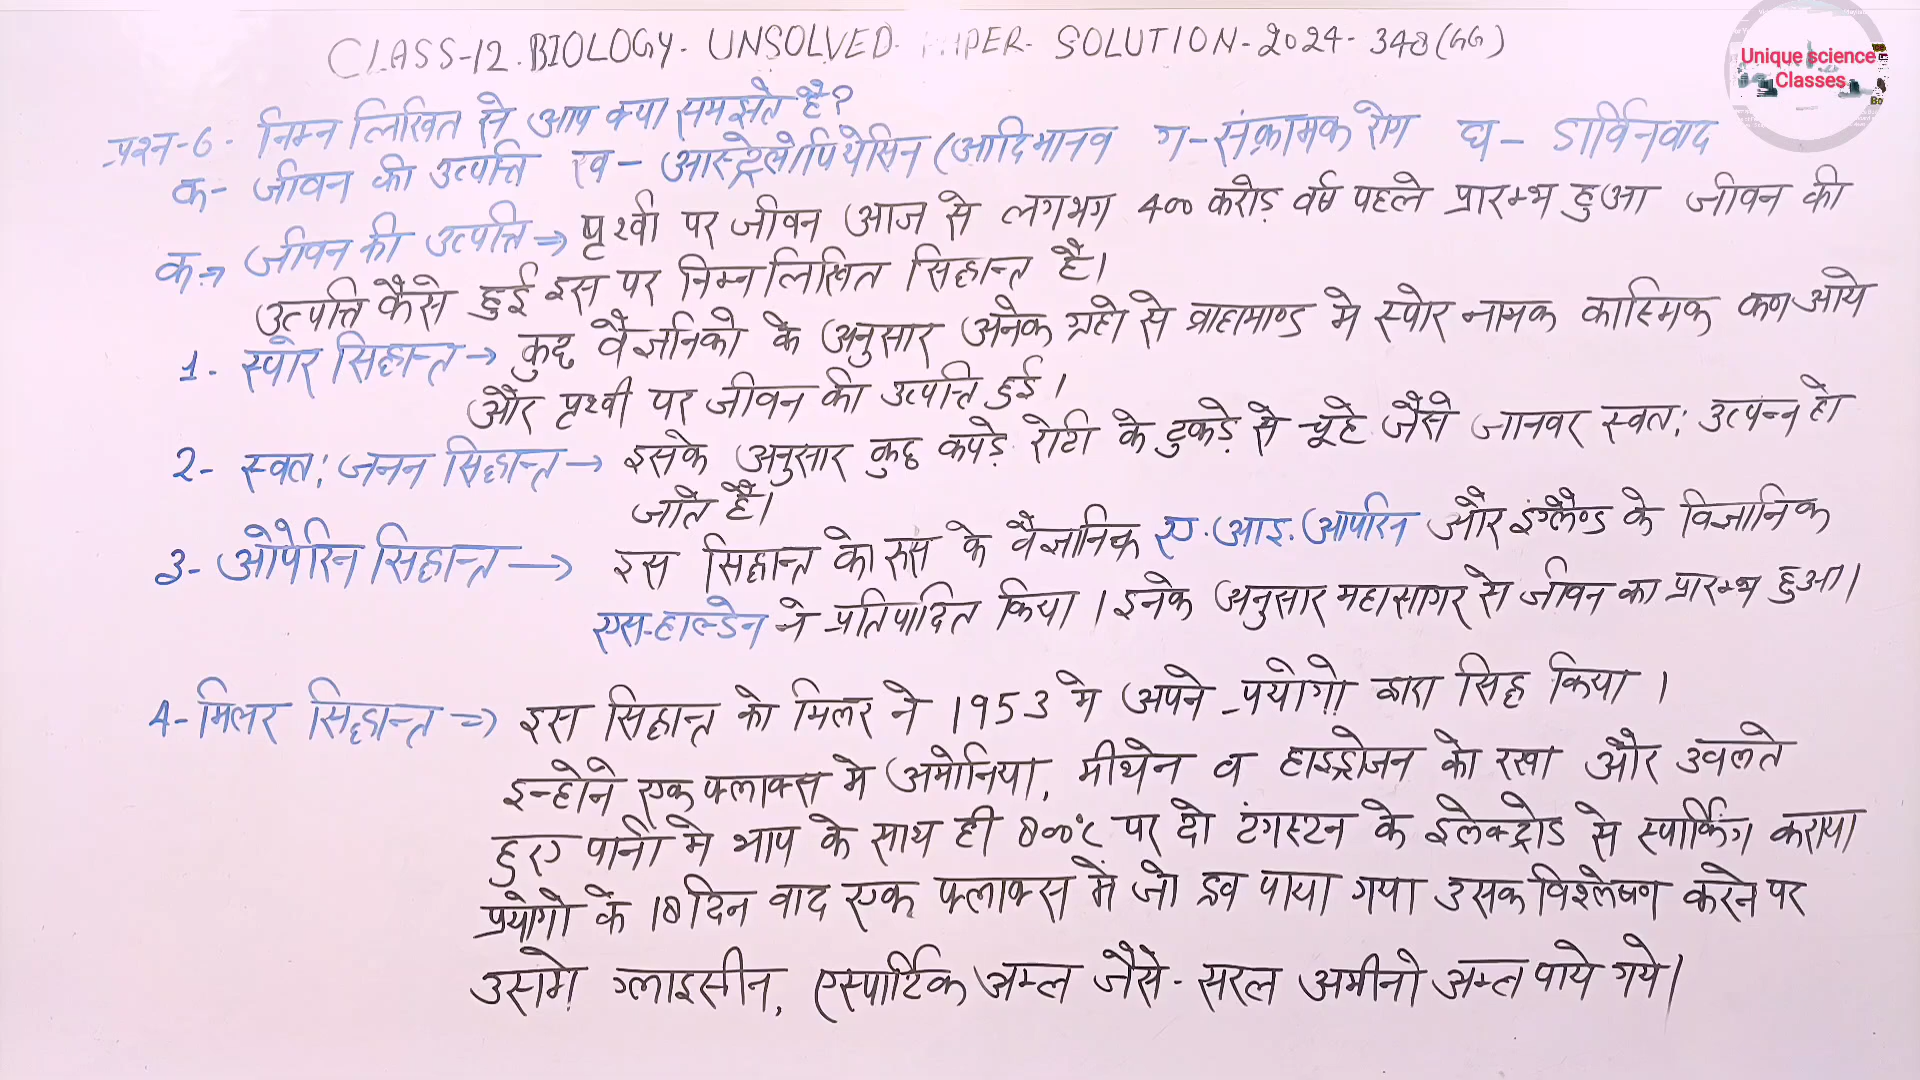 CLASS-12. BIOLOGY. UNSOLVED. PAPER. SOLUTION-2024-348(GG)
Unique science
Classes
प्रश्न-6- निम्न लिखित से आप क्या समझते है?
क- जीवन की उत्पत्ति ख- आस्ट्रेलोपिथेसिन (आदिमानव ग-संक्रामक रोग घ- डार्विनवाद
क-> जीवन की उत्पत्ति => पृथ्वी पर जीवन आज से लगभग 400 करोड़ वर्ष पहले प्रारम्भ हुआ जीवन की
उत्पत्ति कैसे हुई इस पर निम्न लिखित सिद्धान्त है।
1- स्पोर सिद्धान्त -> कुछ वैज्ञनिको के अनुसार अनेक ग्रहो से ब्राहामाण्ड मे स्पोर नामक कास्मिक कण आये
और पृथ्वी पर जीवन की उत्पत्ति हुई।
2- स्वत: जनन सिद्धान्त -> इसके अनुसार कुछ कपड़े रोटी के टुकड़े से चूहे जैसे जानवर स्वत: उत्पन्न हो
जाते है।
3- ओपेरिन सिद्धान्त -> इस सिद्धान्त को रूस के वैज्ञानिक ए.आई.ओपेरिन और इंग्लैण्ड के विज्ञानिक
एस-हाल्डेन ने प्रतिपादित किया। इनके अनुसार महासागर से जीवन का प्रारम्भ हुआ।
4- मिलर सिद्धान्त => इस सिद्धान्त को मिलर ने 1953 मे अपने प्रयोगो द्वारा सिद्ध किया।
इन्होने एक फ्लाक्स मे अमोनिया, मीथेन व हाइड्रोजन को रखा और उबलते
हुए पानी मे भाप के साथ ही 800°c पर दो टंगस्टन के इलेक्ट्रोड से स्पार्किंग कराया
प्रयोगो के 18 दिन बाद एक फ्लाक्स में जो द्रव पाया गया उसक विश्लेषण करने पर
उसमे ग्लाइसीन, एस्पार्टिक अम्ल जैसे- सरल अमीनो अम्ल पाये गये।